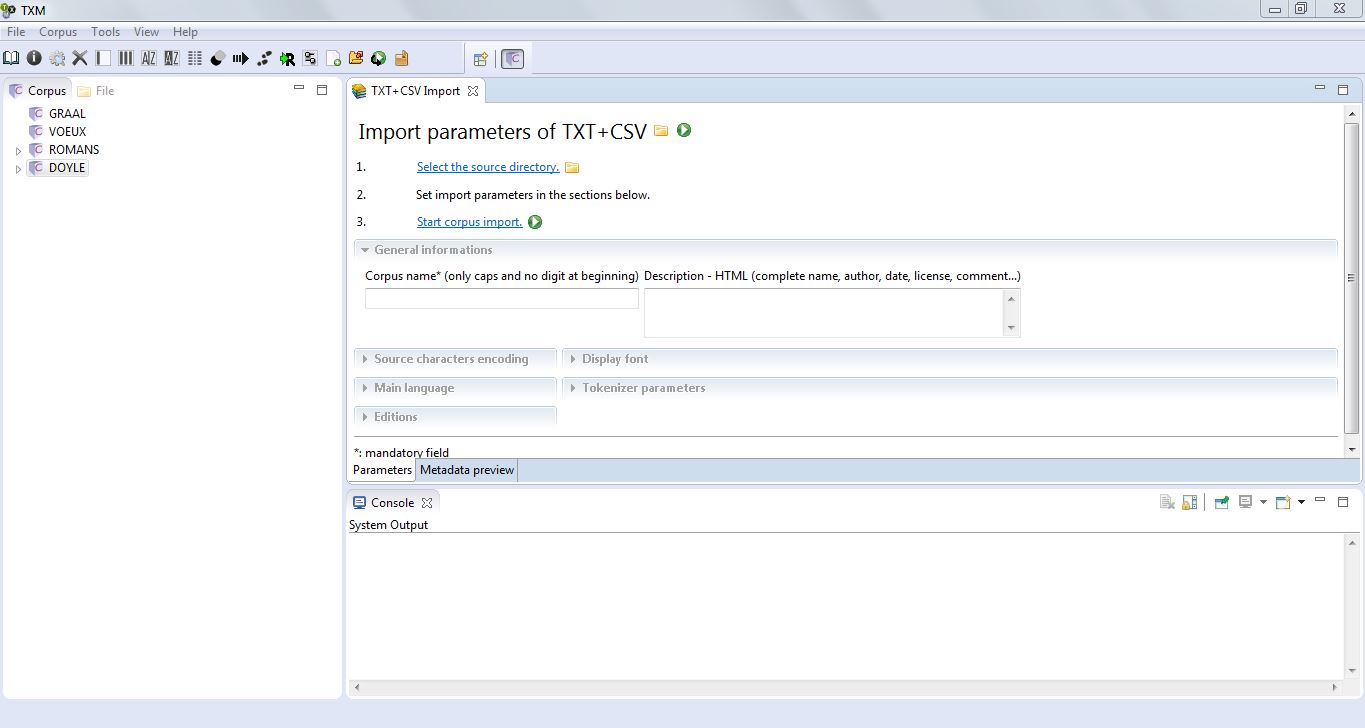 TXM
File Corpus Tools View Help
Corpus File
GRAAL
VOEUX
ROMANS
DOYLE
TXT+CSV Import
Import parameters of TXT+CSV
1. Select the source directory.
2. Set import parameters in the sections below.
3. Start corpus import.
General informations
Corpus name* (only caps and no digit at beginning) Description - HTML (complete name, author, date, license, comment...)
Source characters encoding Display font
Main language Tokenizer parameters
Editions
*: mandatory field
Parameters Metadata preview
Console
System Output